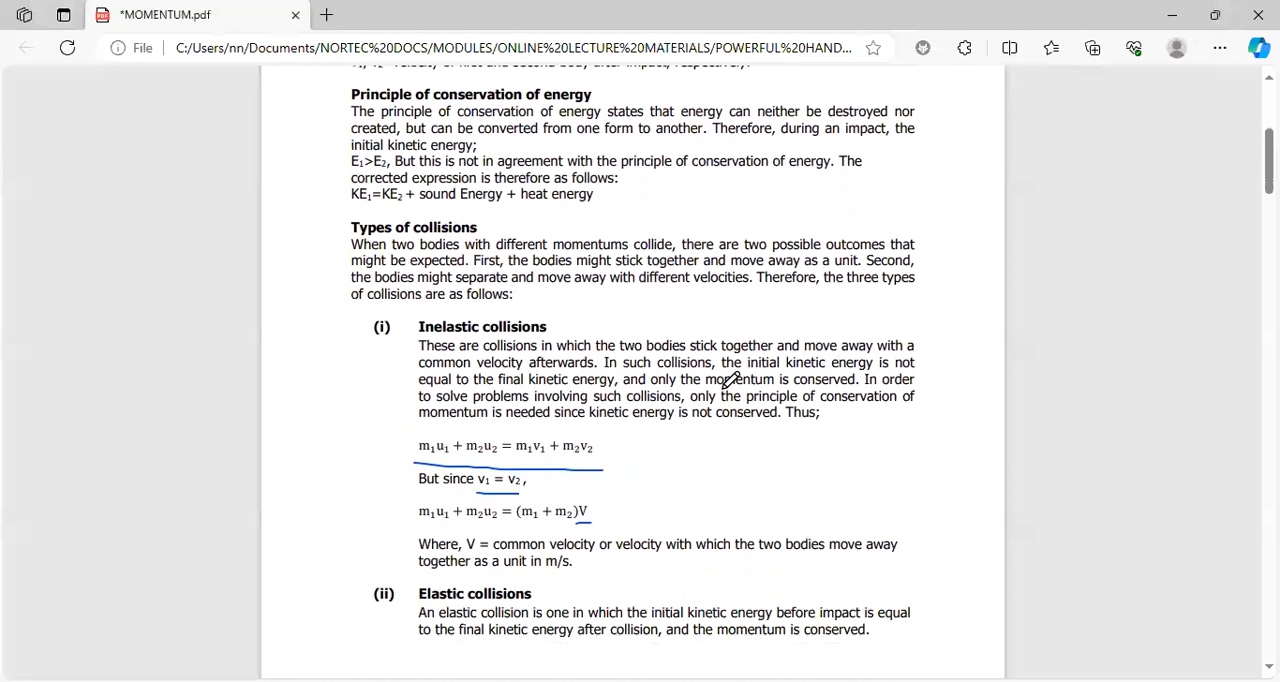 *MOMENTUM.pdf
File
C:/Users/nn/Documents/NORTEC%20DOCS/MODULES/ONLINE%20LECTURE%20MATERIALS/POWERFUL%20HAND...
Principle of conservation of energy
The principle of conservation of energy states that energy can neither be destroyed nor
created, but can be converted from one form to another. Therefore, during an impact, the
initial kinetic energy;
E₁>E₂, But this is not in agreement with the principle of conservation of energy. The
corrected expression is therefore as follows:
KE₁=KE₂ + sound Energy + heat energy
Types of collisions
When two bodies with different momentums collide, there are two possible outcomes that
might be expected. First, the bodies might stick together and move away as a unit. Second,
the bodies might separate and move away with different velocities. Therefore, the three types
of collisions are as follows:
(i) Inelastic collisions
These are collisions in which the two bodies stick together and move away with a
common velocity afterwards. In such collisions, the initial kinetic energy is not
equal to the final kinetic energy, and only the momentum is conserved. In order
to solve problems involving such collisions, only the principle of conservation of
momentum is needed since kinetic energy is not conserved. Thus;
m₁u₁ + m₂u₂ = m₁v₁ + m₂v₂
But since v₁ = v₂,
m₁u₁ + m₂u₂ = (m₁ + m₂)V
Where, V = common velocity or velocity with which the two bodies move away
together as a unit in m/s.
(ii) Elastic collisions
An elastic collision is one in which the initial kinetic energy before impact is equal
to the final kinetic energy after collision, and the momentum is conserved.